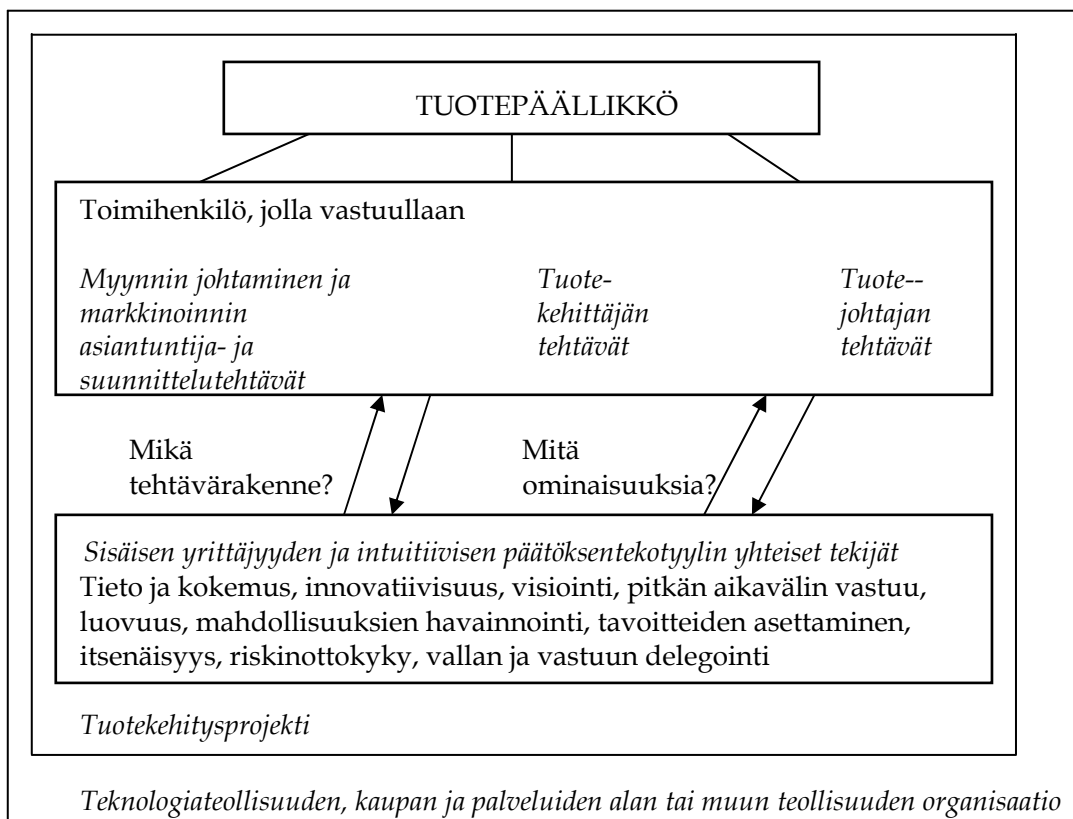 TUOTEPÄÄLLIKKÖ
Toimihenkilö, jolla vastuullaan
Myynnin johtaminen ja
markkinoinnin
asiantuntija- ja
suunnittelutehtävät
Tuote-
kehittäjän
tehtävät
Tuote--
johtajan
tehtävät
Mikä
tehtävärakenne?
Mitä
ominaisuuksia?
Sisäisen yrittäjyyden ja intuitiivisen päätöksentekotyylin yhteiset tekijät
Tieto ja kokemus, innovatiivisuus, visiointi, pitkän aikavälin vastuu,
luovuus, mahdollisuuksien havainnointi, tavoitteiden asettaminen,
itsenäisyys, riskinottokyky, vallan ja vastuun delegointi
Tuotekehitysprojekti
Teknologiateollisuuden, kaupan ja palveluiden alan tai muun teollisuuden organisaatio